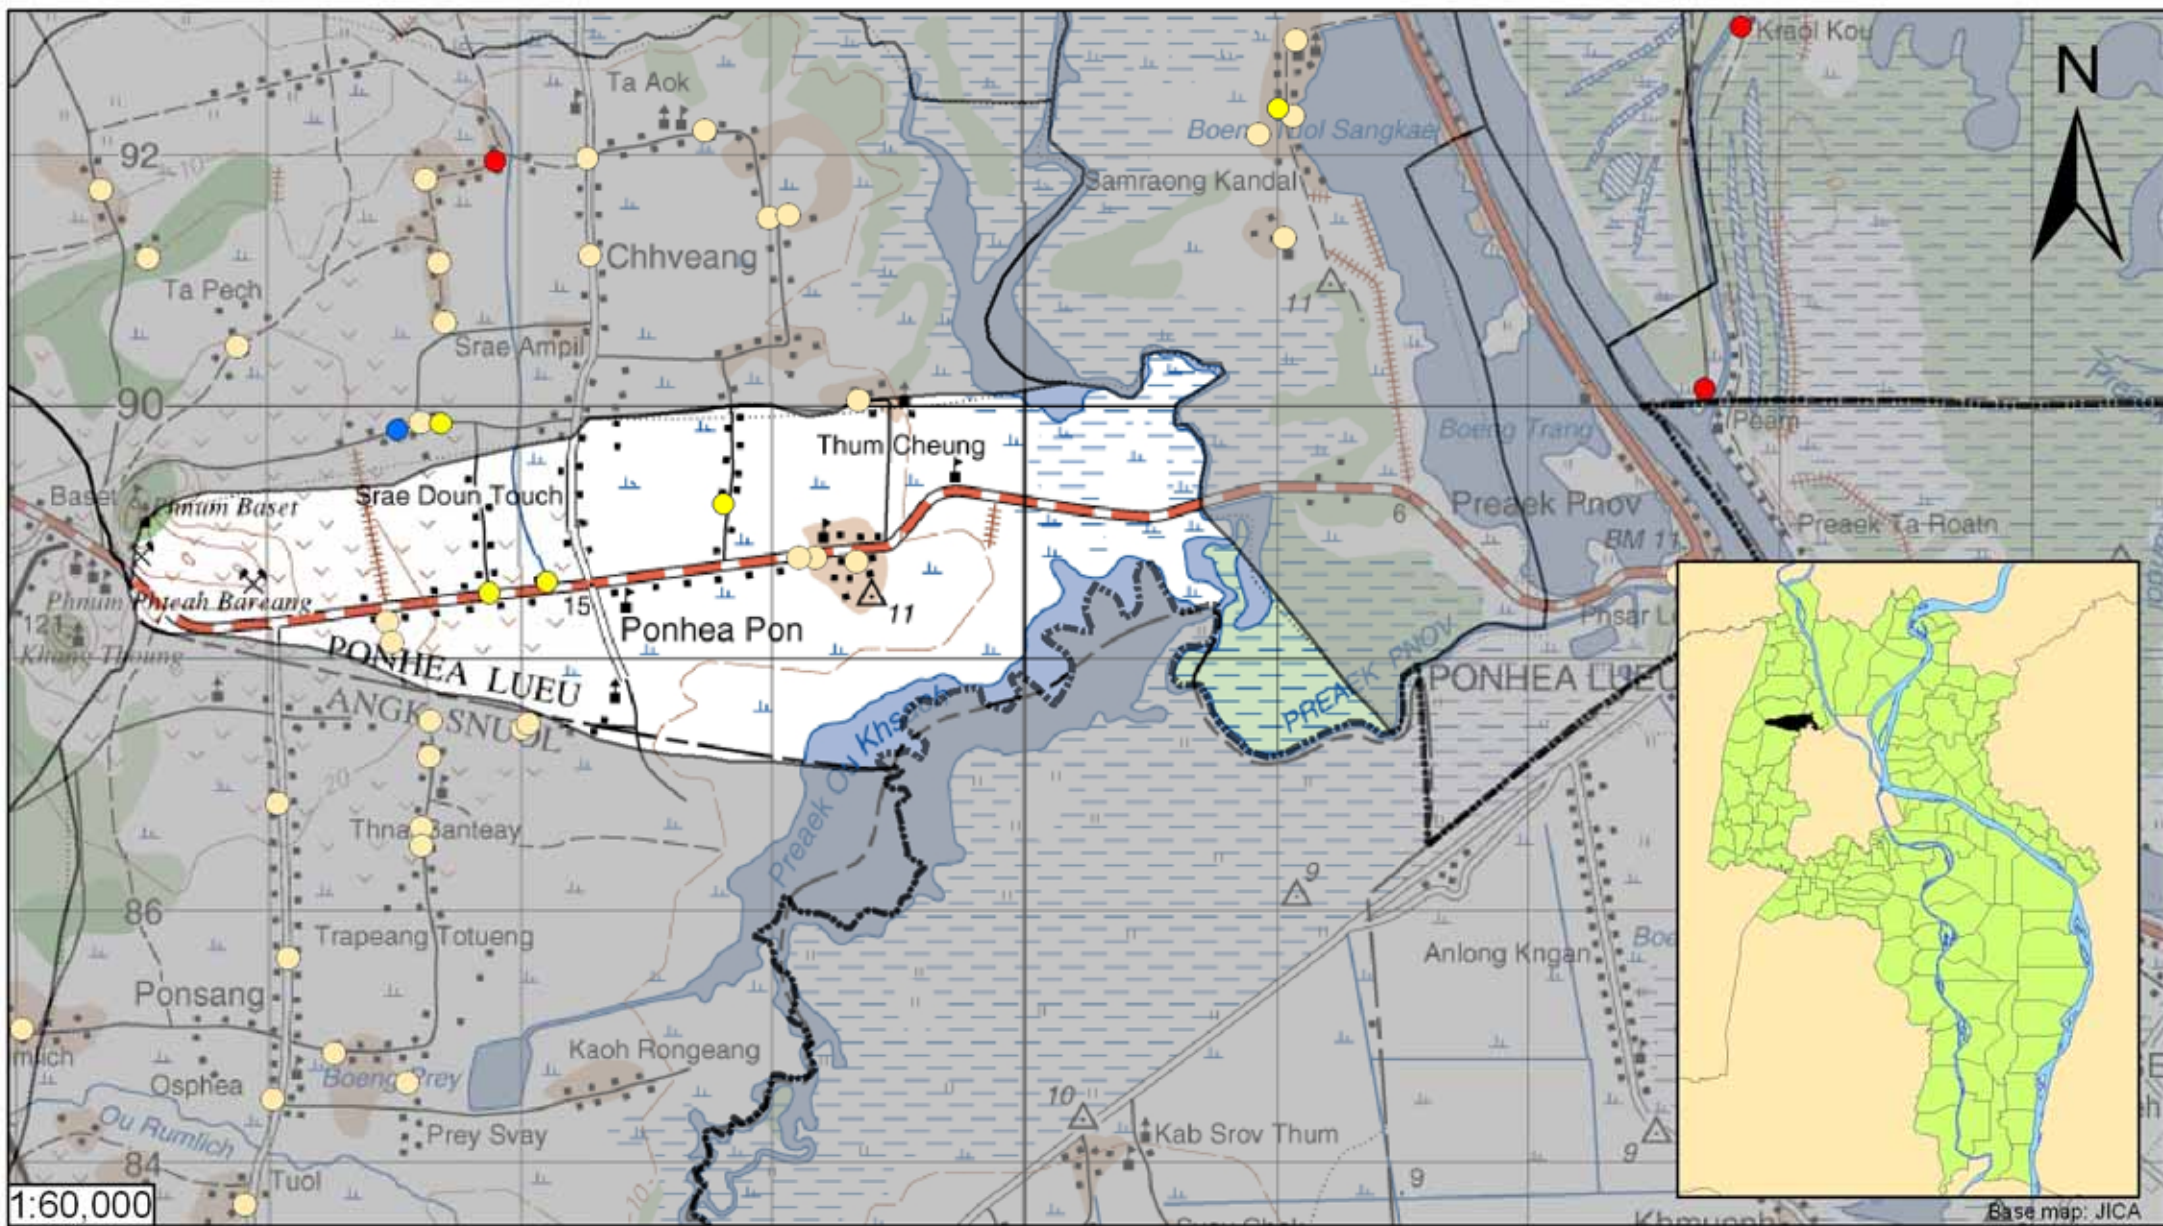 Kraol Kou
N
Ta Aok
92
Boeng Tuol Sangkae
Samraong Kandal
Chhveang
Ta Pech
11
Srae Ampil
90
Thum Cheung
Boeng Trang
Pearn
Baset
Phnum Baset
Srae Doun Touch
Preaek Pnov
6
BM 11
Preaek Ta Roatn
Phnum Phteah Bareang
15
11
121
Ponhea Pon
Khang Thoung
PONHEA LUEU
ANGK SNUOL
PREAEK PNOV
PONHEA LUEU
Preaek Ou Khsach
20
Thnal Banteay
9
86
Trapeang Totueng
Anlong Kngan
Ponsang
mlich
Osphea
Boeng Prey
Kaoh Rongeang
10
Ou Rumlich
Prey Svay
Kab Srov Thum
9
84
Tuol
10
9
1:60,000
Base map: JICA